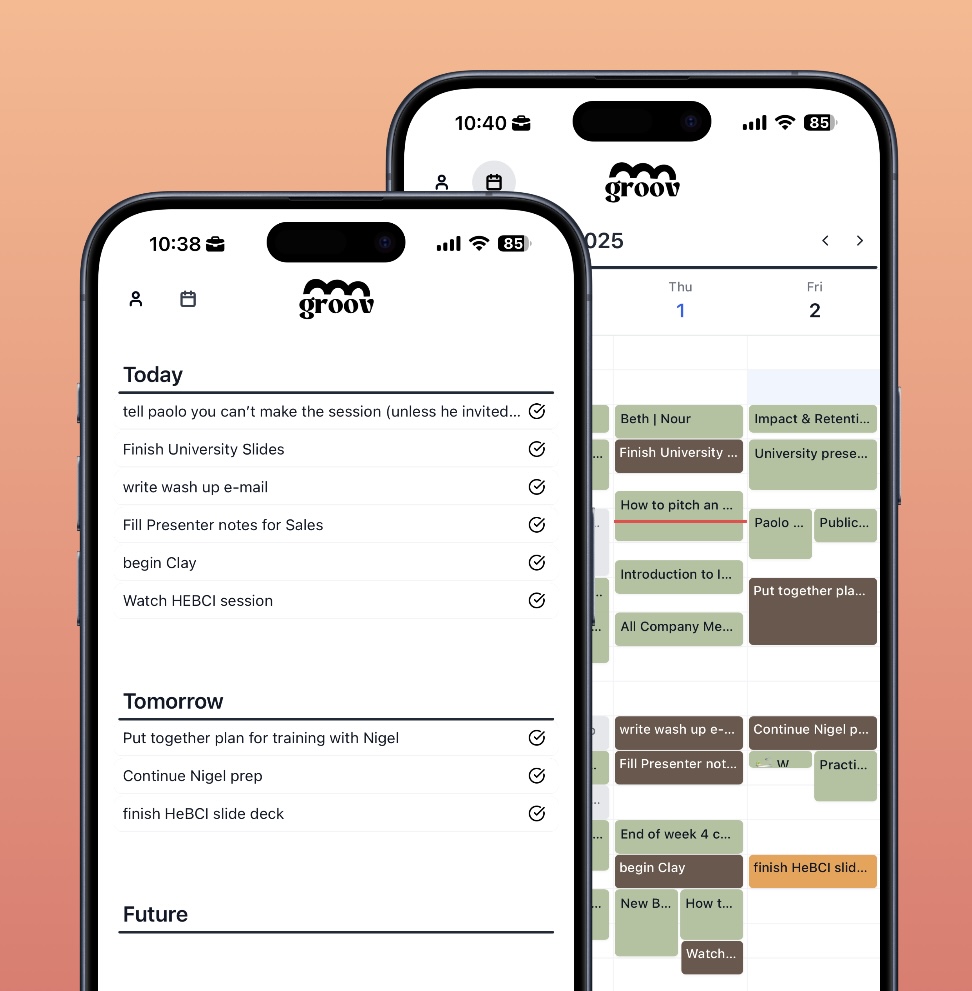 10:40
85
groov
025
Thu
Fri
1
2
Beth | Nour
Impact & Retenti...
Finish University ...
University prese...
How to pitch an ...
Paolo ...
Public...
Introduction to I...
Put together pla...
All Company Me...
write wash up e-...
Continue Nigel p...
Fill Presenter not...
W
Practi...
End of week 4 c...
begin Clay
finish HeBCI slid...
New B...
How t...
Watch...
10:38
85
groov
Today
tell paolo you can’t make the session (unless he invited...
Finish University Slides
write wash up e-mail
Fill Presenter notes for Sales
begin Clay
Watch HEBCI session
Tomorrow
Put together plan for training with Nigel
Continue Nigel prep
finish HeBCI slide deck
Future